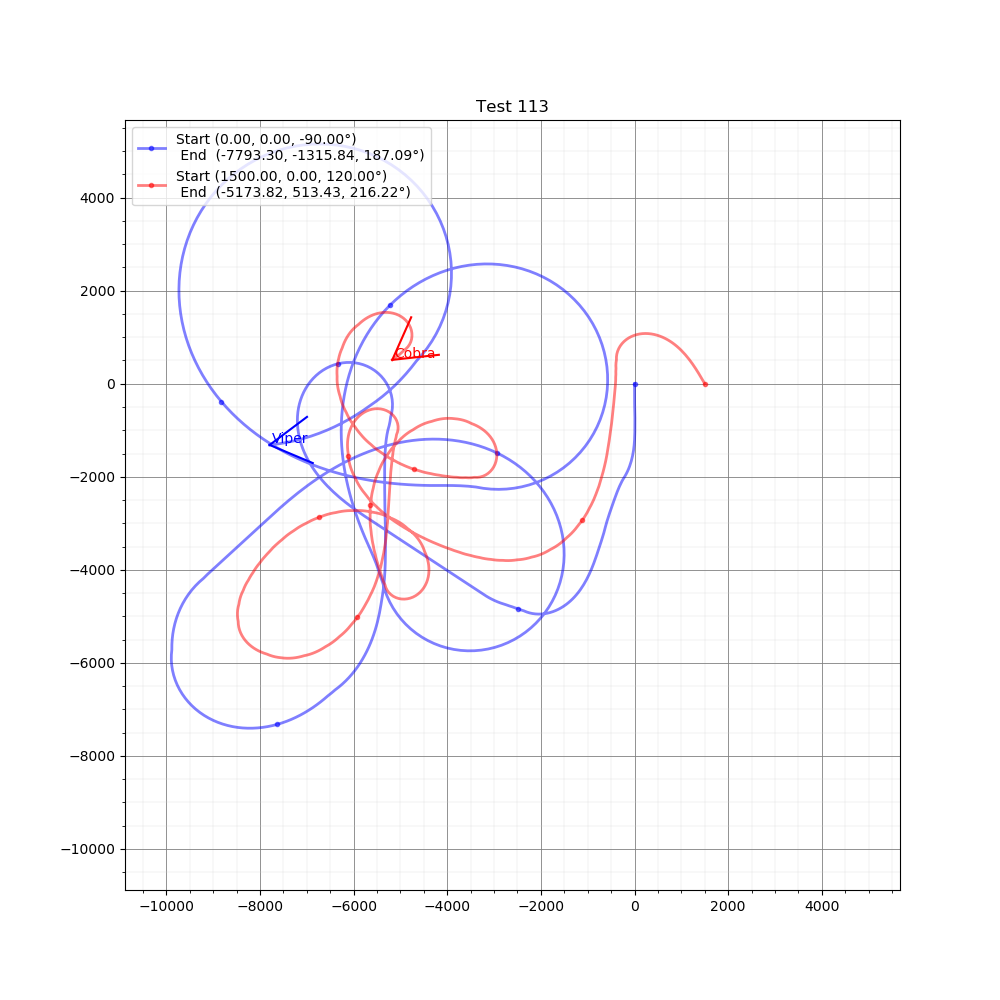 Test 113
Start (0.00, 0.00, -90.00°)
End (-7793.30, -1315.84, 187.09°)
Start (1500.00, 0.00, 120.00°)
End (-5173.82, 513.43, 216.22°)
4000
2000
0
−2000
−4000
−6000
−8000
−10000
Cobra
Viper
−10000 −8000 −6000 −4000 −2000 0 2000 4000